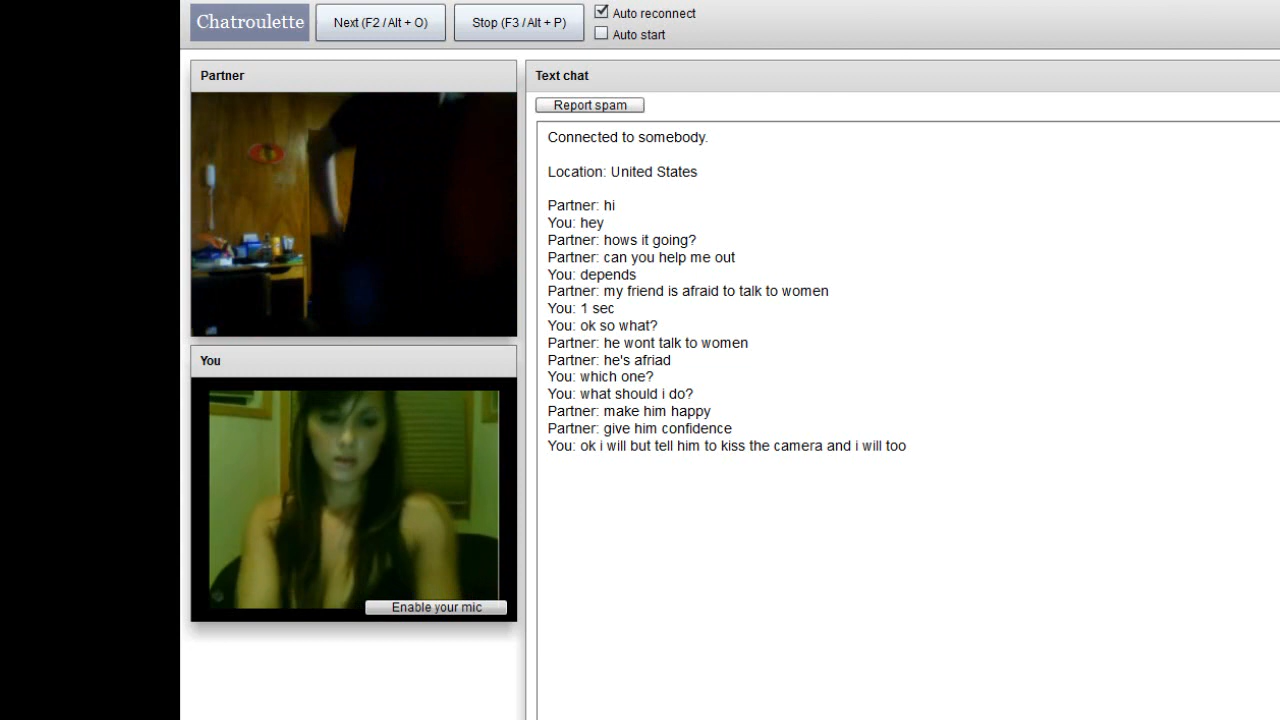 Chatroulette
Next (F2 / Alt + O)
Stop (F3 / Alt + P)
Auto reconnect
Auto start
Partner
Text chat
Report spam
Connected to somebody.
Location: United States
Partner: hi
You: hey
Partner: hows it going?
Partner: can you help me out
You: depends
Partner: my friend is afraid to talk to women
You: 1 sec
You: ok so what?
Partner: he wont talk to women
Partner: he's afriad
You: which one?
You: what should i do?
Partner: make him happy
Partner: give him confidence
You: ok i will but tell him to kiss the camera and i will too
You
Enable your mic